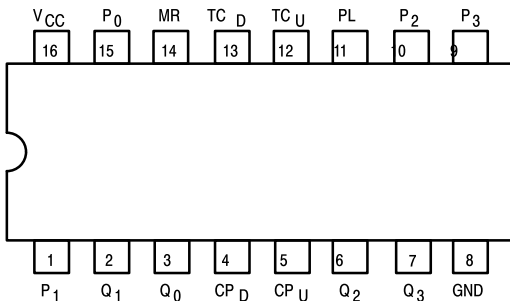 VCC P0 MR TCD TCU PL P2 P3
16 15 14 13 12 11 10 9
1 2 3 4 5 6 7 8
P1 Q1 Q0 CPD CPU Q2 Q3 GND